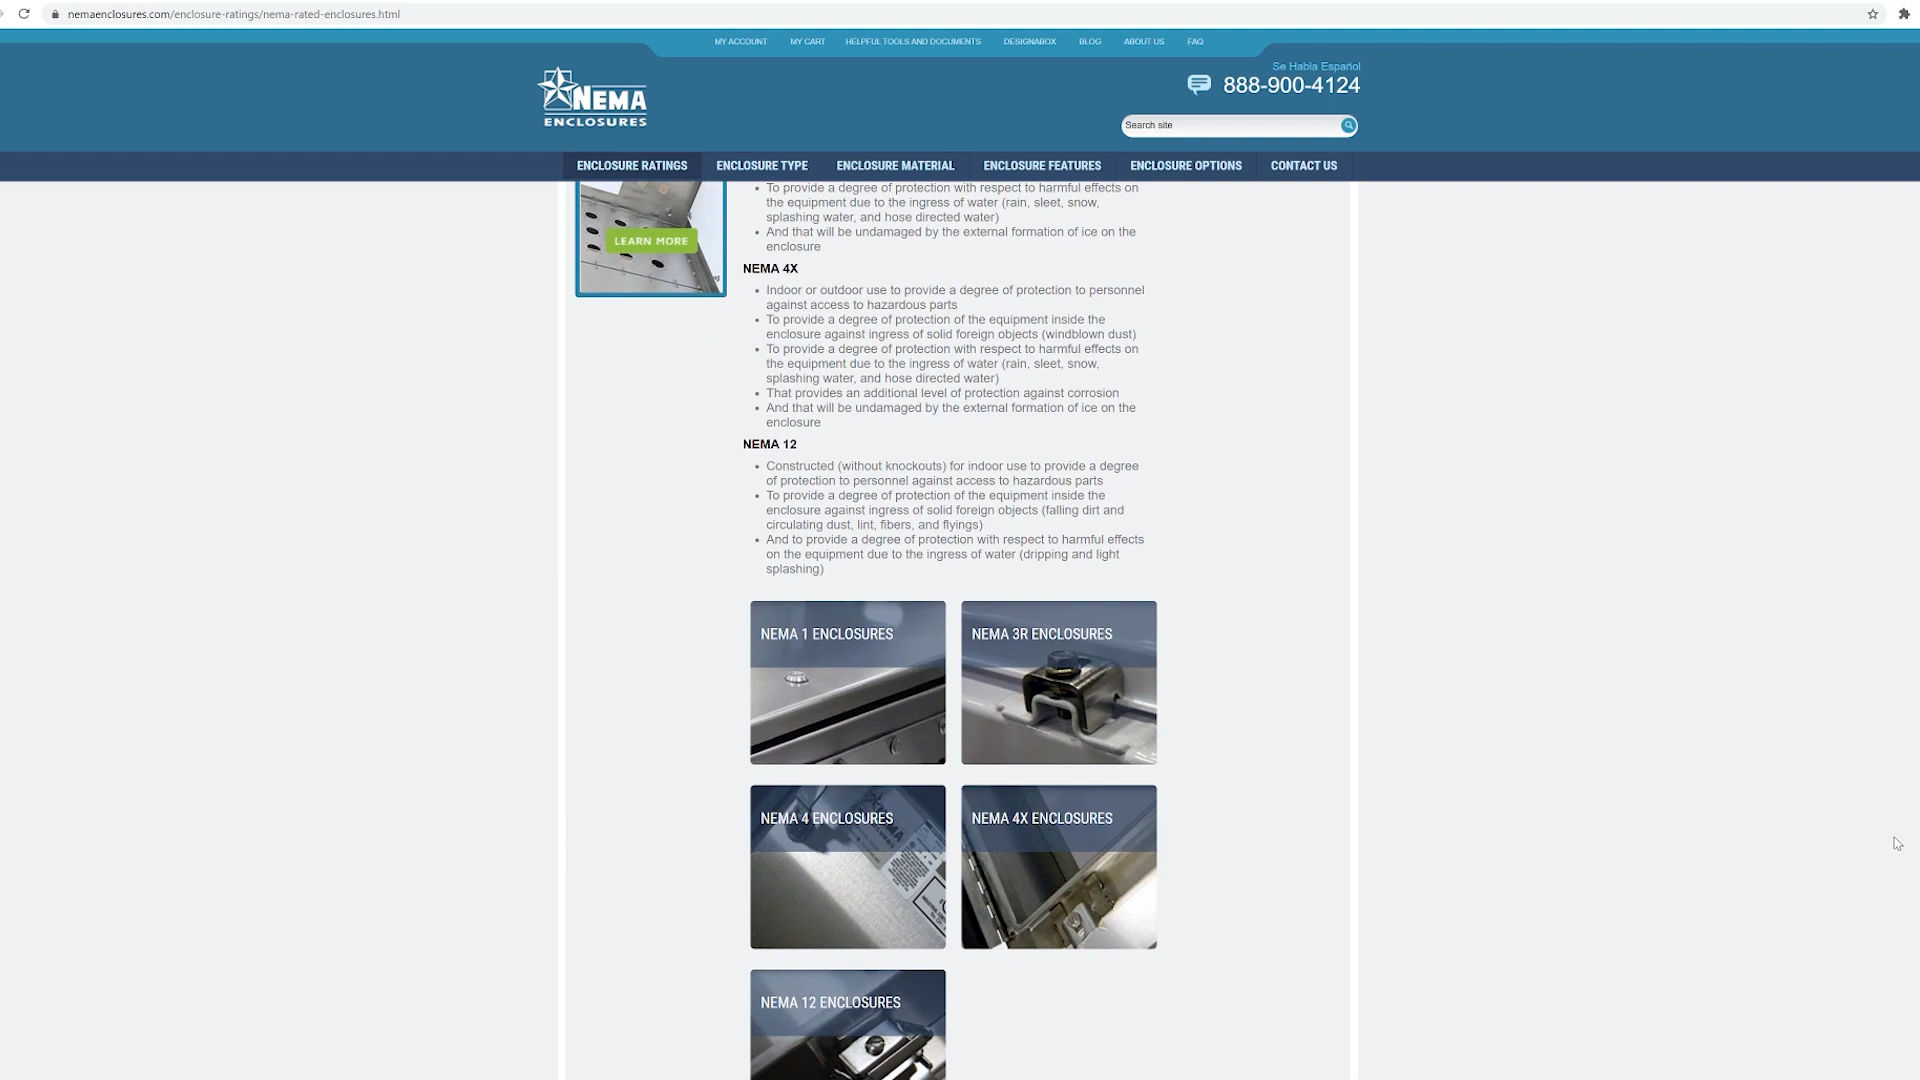 nemaenclosures.com/enclosure-ratings/nema-rated-enclosures.html
MY ACCOUNT MY CART HELPFUL TOOLS AND DOCUMENTS DESIGNABOX BLOG ABOUT US FAQ
Se Habla Español
888-900-4124
NEMA
ENCLOSURES
Search site
ENCLOSURE RATINGS ENCLOSURE TYPE ENCLOSURE MATERIAL ENCLOSURE FEATURES ENCLOSURE OPTIONS CONTACT US
LEARN MORE
• To provide a degree of protection with respect to harmful effects on
the equipment due to the ingress of water (rain, sleet, snow,
splashing water, and hose directed water)
• And that will be undamaged by the external formation of ice on the
enclosure
NEMA 4X
• Indoor or outdoor use to provide a degree of protection to personnel
against access to hazardous parts
• To provide a degree of protection of the equipment inside the
enclosure against ingress of solid foreign objects (windblown dust)
• To provide a degree of protection with respect to harmful effects on
the equipment due to the ingress of water (rain, sleet, snow,
splashing water, and hose directed water)
• That provides an additional level of protection against corrosion
• And that will be undamaged by the external formation of ice on the
enclosure
NEMA 12
• Constructed (without knockouts) for indoor use to provide a degree
of protection to personnel against access to hazardous parts
• To provide a degree of protection of the equipment inside the
enclosure against ingress of solid foreign objects (falling dirt and
circulating dust, lint, fibers, and flyings)
• And to provide a degree of protection with respect to harmful effects
on the equipment due to the ingress of water (dripping and light
splashing)
NEMA 1 ENCLOSURES
NEMA 3R ENCLOSURES
NEMA 4 ENCLOSURES
NEMA 4X ENCLOSURES
NEMA 12 ENCLOSURES